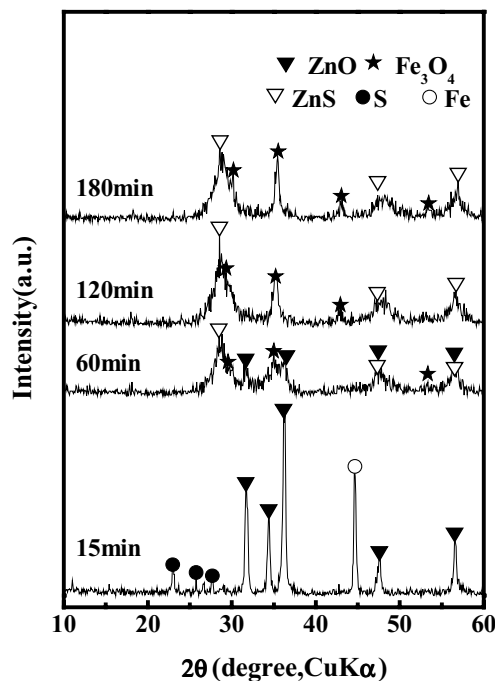 ZnO Fe₃O₄
ZnS S Fe
180min
120min
60min
15min
Intensity(a.u.)
10 20 30 40 50 60
2θ (degree,CuKα)